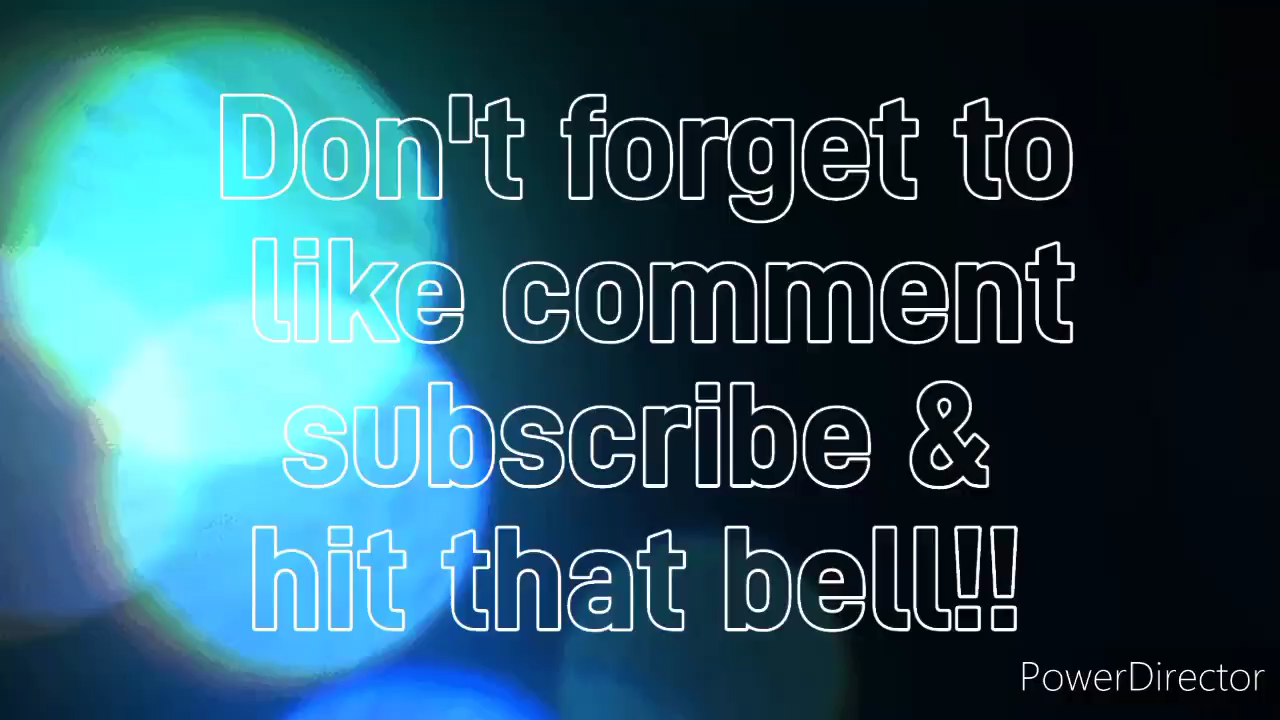 Don't forget to
like comment
subscribe &
hit that bell!!
PowerDirector